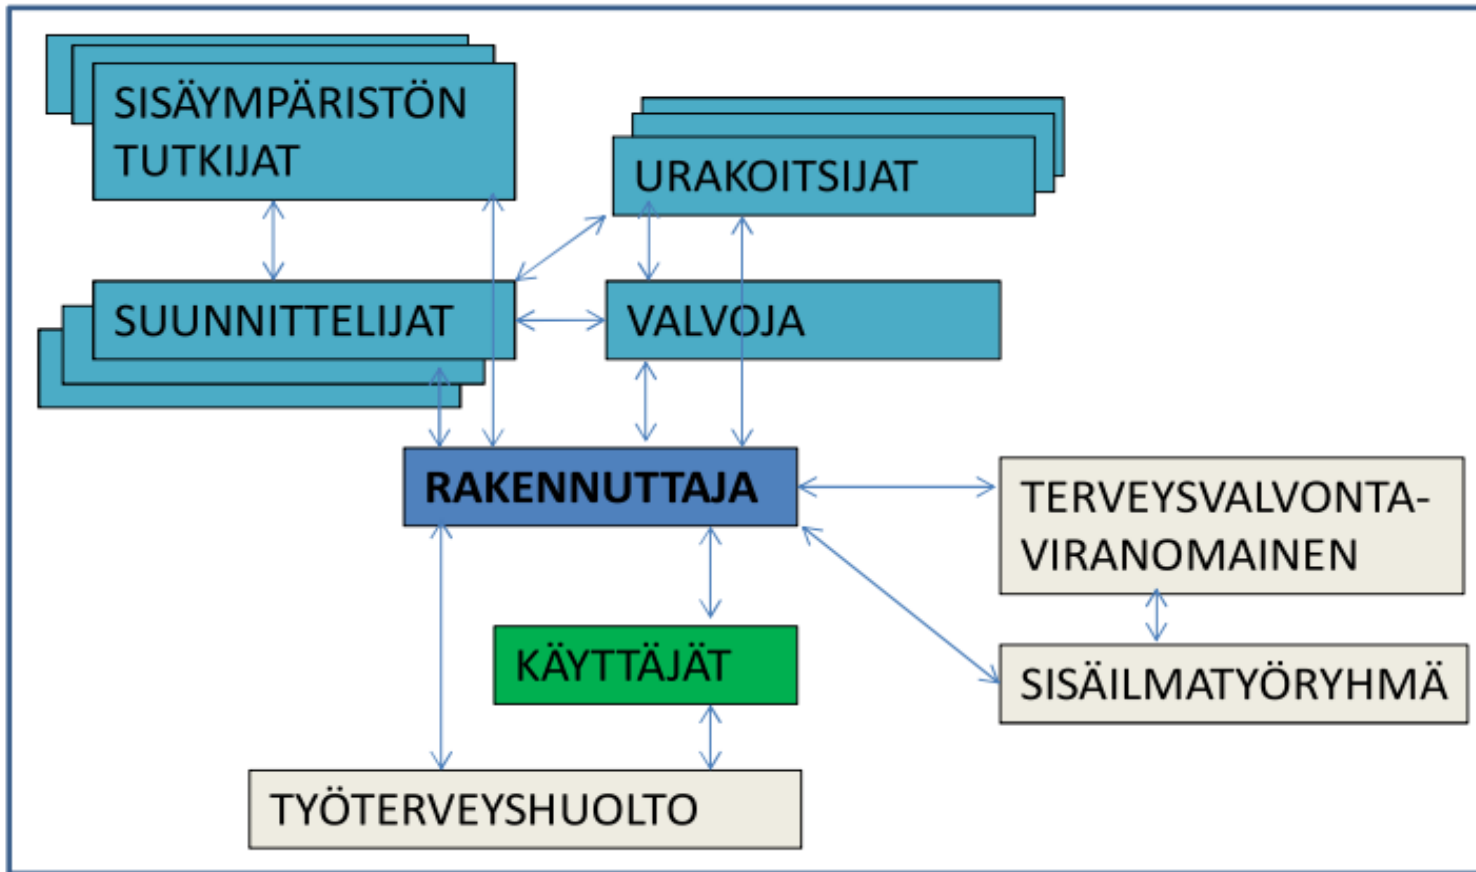 SISÄYMPÄRISTÖN
TUTKIJAT
URAKOITSIJAT
SUUNNITTELIJAT
VALVOJA
RAKENNUTTAJA
TERVEYSVALVONTA-
VIRANOMAINEN
KÄYTTÄJÄT
SISÄILMATYÖRYHMÄ
TYÖTERVEYSHUOLTO